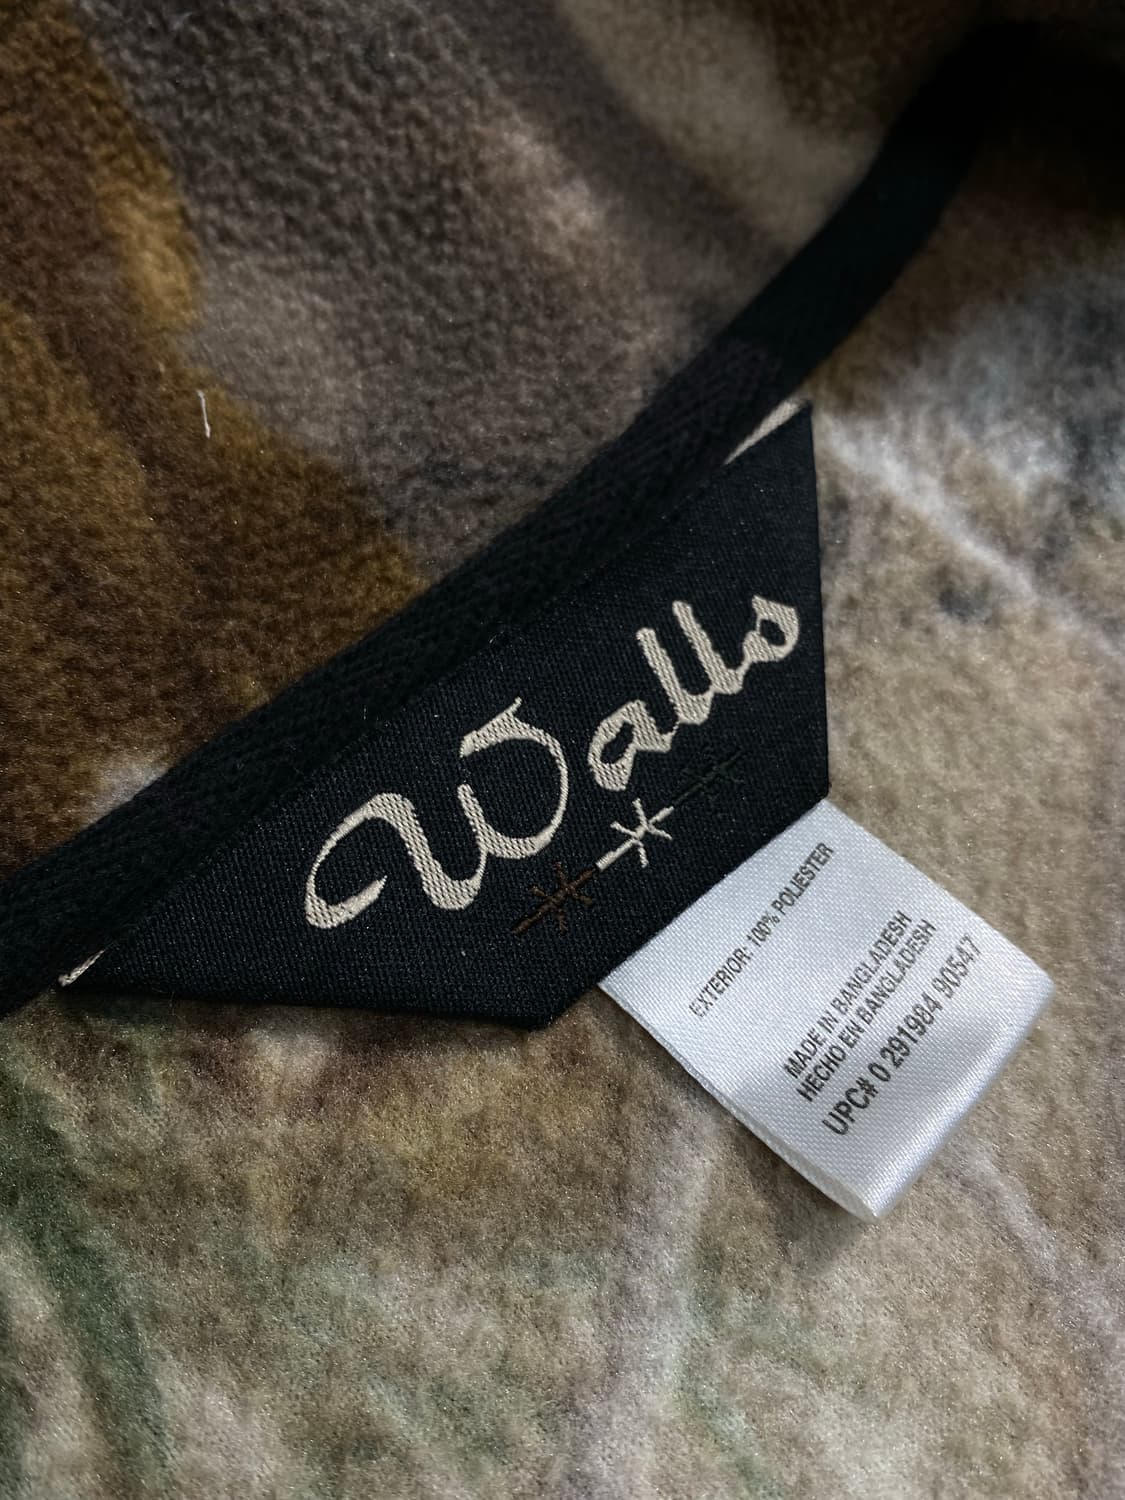 Walls
EXTERIOR: 100% POLIESTER
MADE IN BANGLADESH
HECHO EN BANGLADESH
UPC# 0 291984 90547